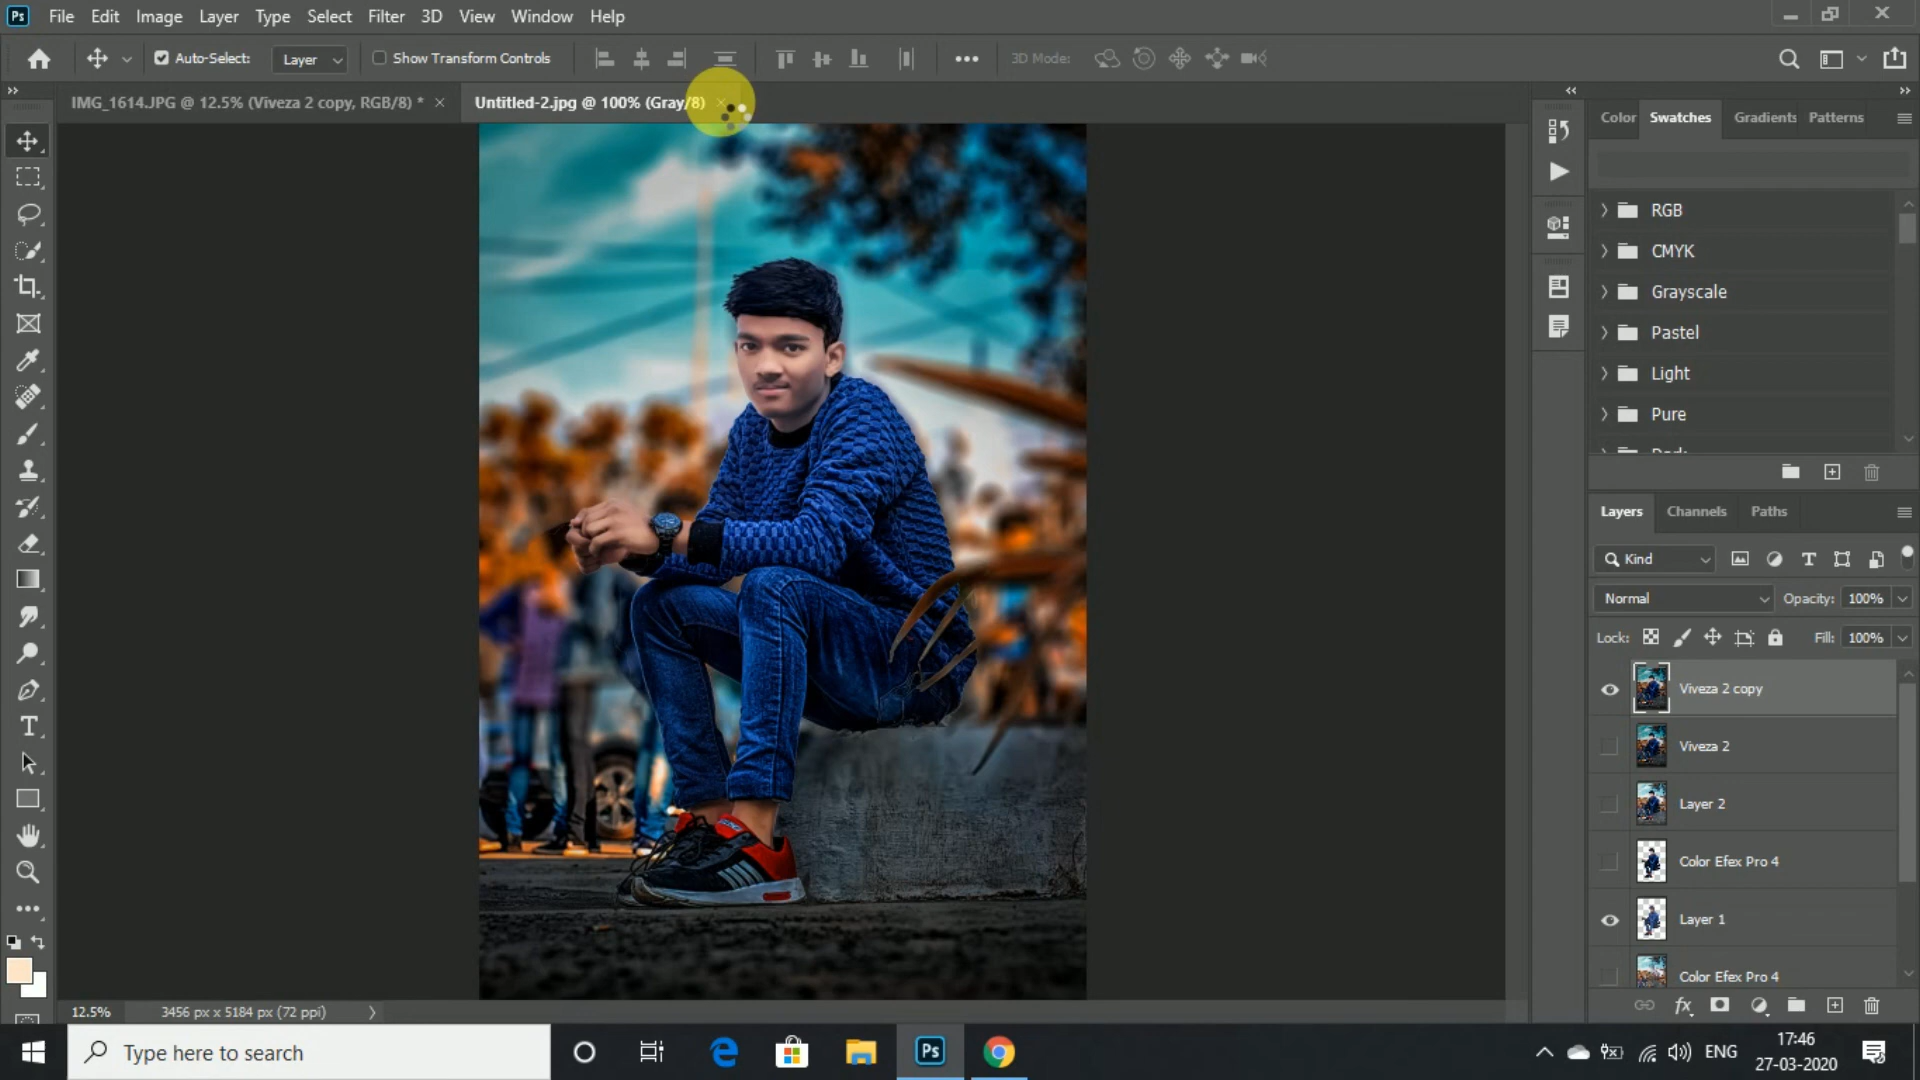 Ps File Edit Image Layer Type Select Filter 3D View Window Help
Auto-Select: Layer Show Transform Controls 3D Mode:
IMG_1614.JPG @ 12.5% (Viveza 2 copy, RGB/8) * × Untitled-2.jpg @ 100% (Gray/8) ×
Color Swatches Gradients Patterns
RGB
CMYK
Grayscale
Pastel
Light
Pure
Layers Channels Paths
Kind
Normal Opacity: 100%
Lock: Fill: 100%
Viveza 2 copy
Viveza 2
Layer 2
Color Efex Pro 4
Layer 1
Color Efex Pro 4
12.5% 3456 px x 5184 px (72 ppi)
Type here to search
Ps
ENG
17:46
27-03-2020